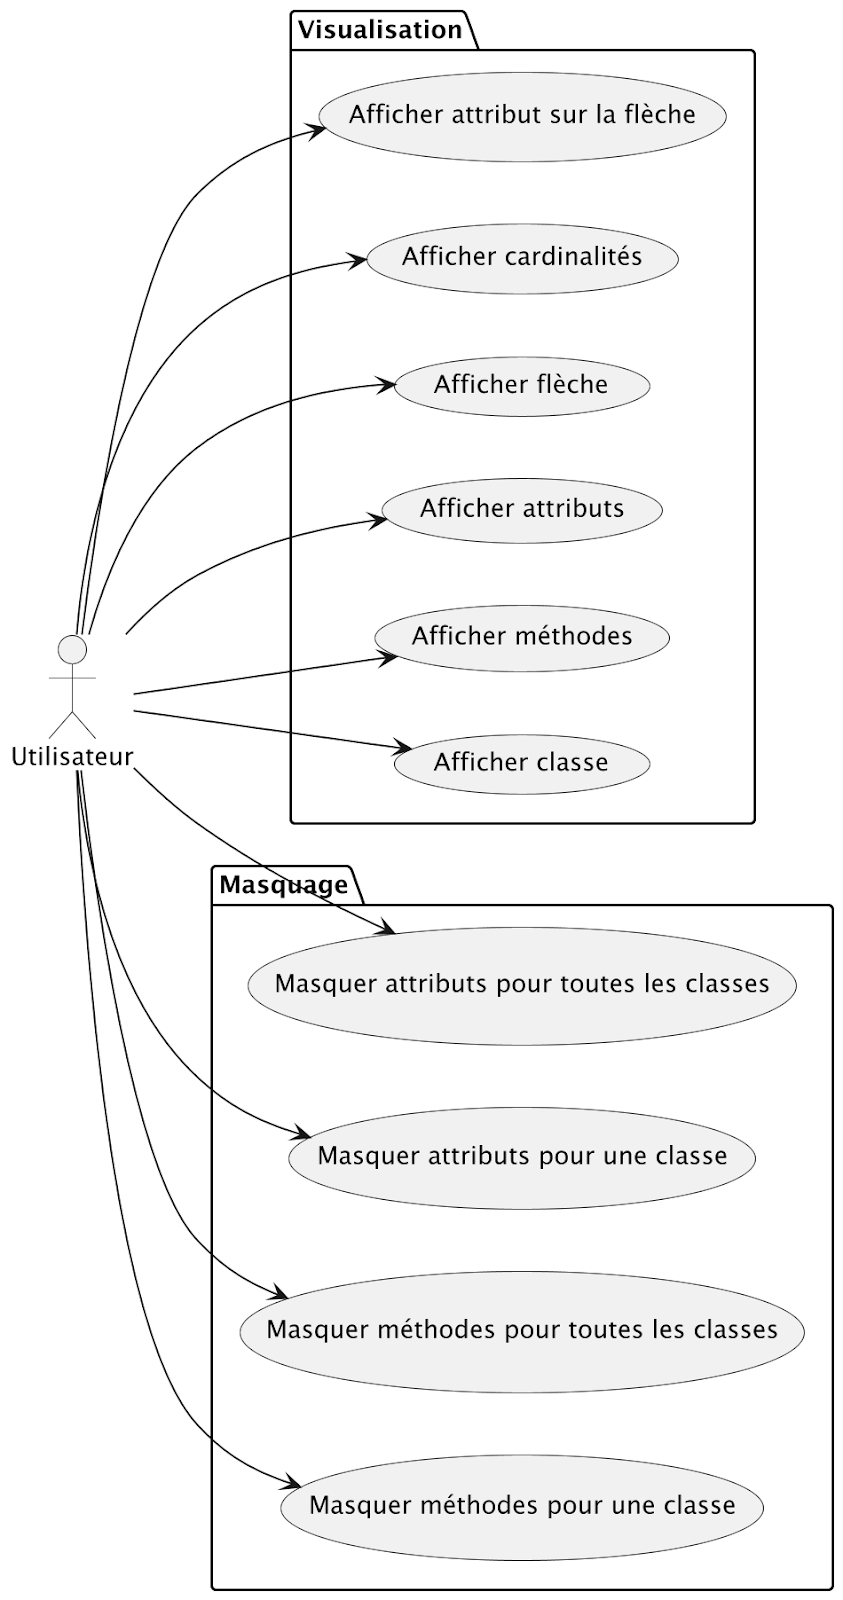 Visualisation
Afficher attribut sur la flèche
Afficher cardinalités
Afficher flèche
Afficher attributs
Afficher méthodes
Afficher classe
Utilisateur
Masquage
Masquer attributs pour toutes les classes
Masquer attributs pour une classe
Masquer méthodes pour toutes les classes
Masquer méthodes pour une classe